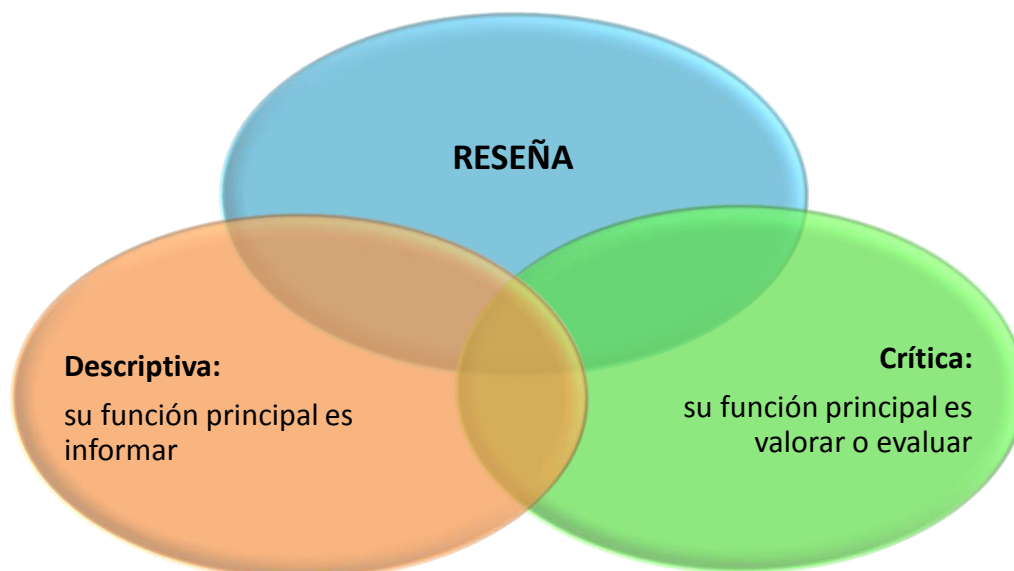 RESEÑA
Descriptiva:
su función principal es
informar
Crítica:
su función principal es
valorar o evaluar